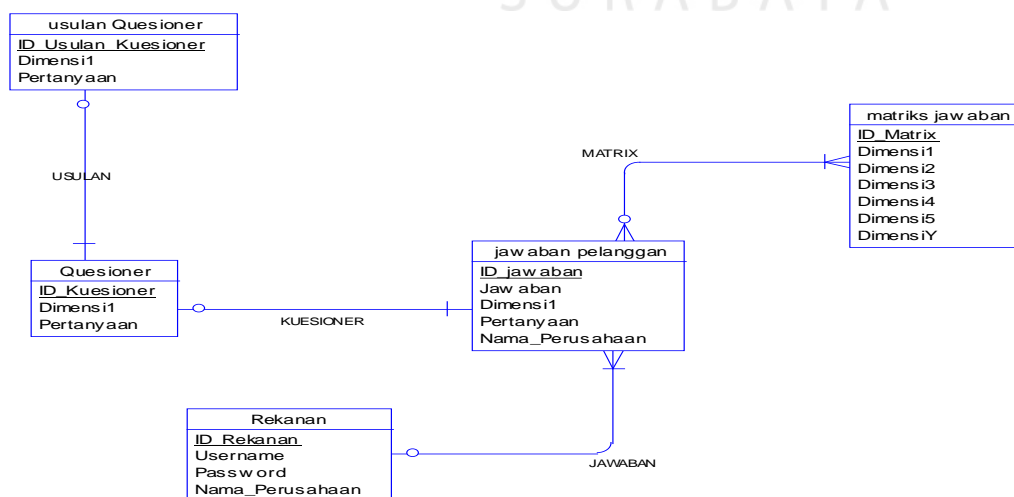 SURABAYA
usulan Quesioner
ID_Usulan_Kuesioner
Dimensi1
Pertanyaan
USULAN
MATRIX
matriks jawaban
ID_Matrix
Dimensi1
Dimensi2
Dimensi3
Dimensi4
Dimensi5
DimensiY
Quesioner
ID_Kuesioner
Dimensi1
Pertanyaan
KUESIONER
jawaban pelanggan
ID_jawaban
Jawaban
Dimensi1
Pertanyaan
Nama_Perusahaan
Rekanan
ID_Rekanan
Username
Password
Nama_Perusahaan
JAWABAN